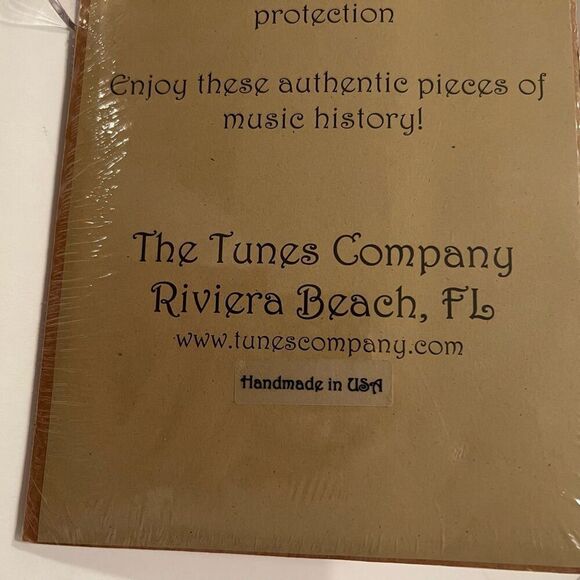 protection
Enjoy these authentic pieces of
music history!
The Tunes Company
Riviera Beach, FL
www.tunescompany.com
Handmade in USA